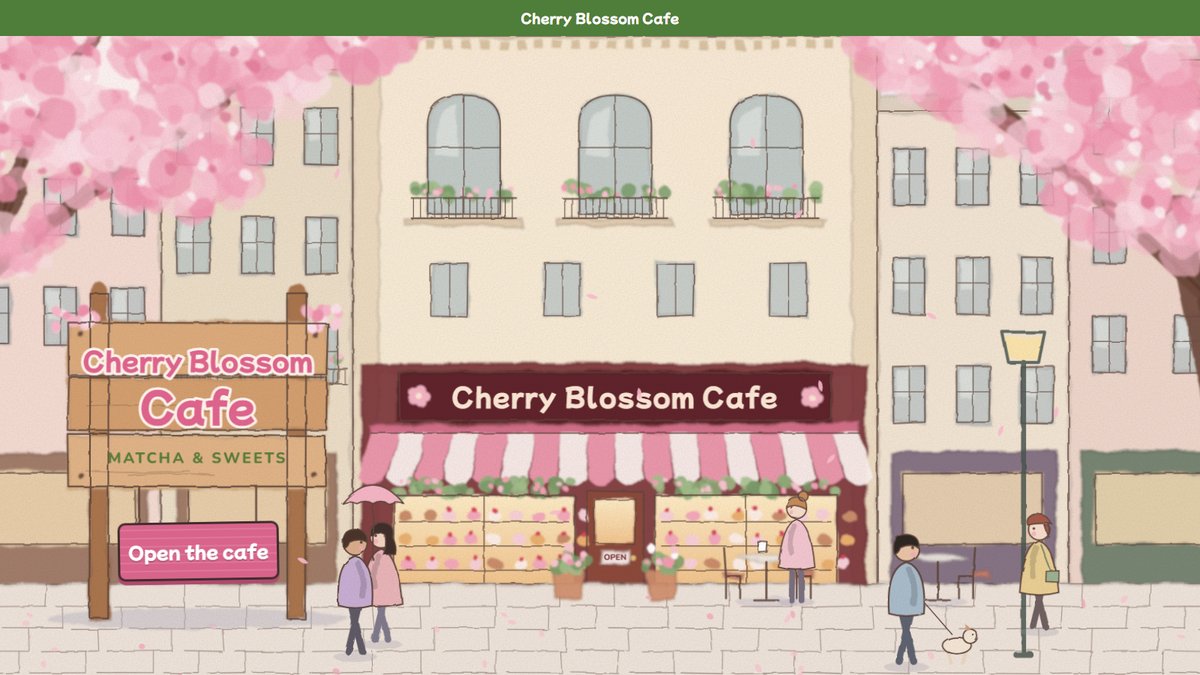 Cherry Blossom Cafe
Cherry Blossom Cafe
Cherry Blossom
Cafe
MATCHA & SWEETS
Open the cafe
OPEN